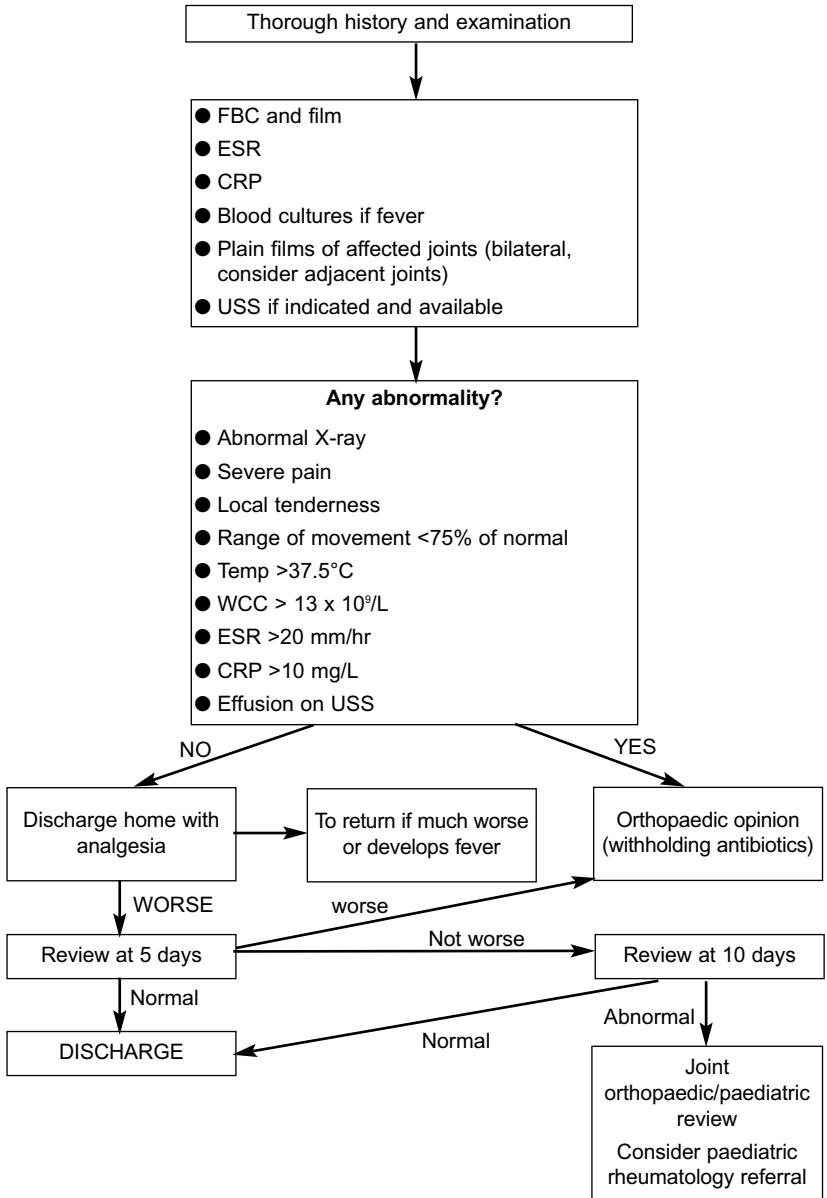 Thorough history and examination
● FBC and film
● ESR
● CRP
● Blood cultures if fever
● Plain films of affected joints (bilateral,
consider adjacent joints)
● USS if indicated and available
Any abnormality?
● Abnormal X-ray
● Severe pain
● Local tenderness
● Range of movement <75% of normal
● Temp >37.5°C
● WCC > 13 x 10⁹/L
● ESR >20 mm/hr
● CRP >10 mg/L
● Effusion on USS
NO
YES
Discharge home with
analgesia
To return if much worse
or develops fever
Orthopaedic opinion
(withholding antibiotics)
WORSE
worse
Review at 5 days
Not worse
Review at 10 days
Normal
Normal
Abnormal
DISCHARGE
Joint
orthopaedic/paediatric
review
Consider paediatric
rheumatology referral